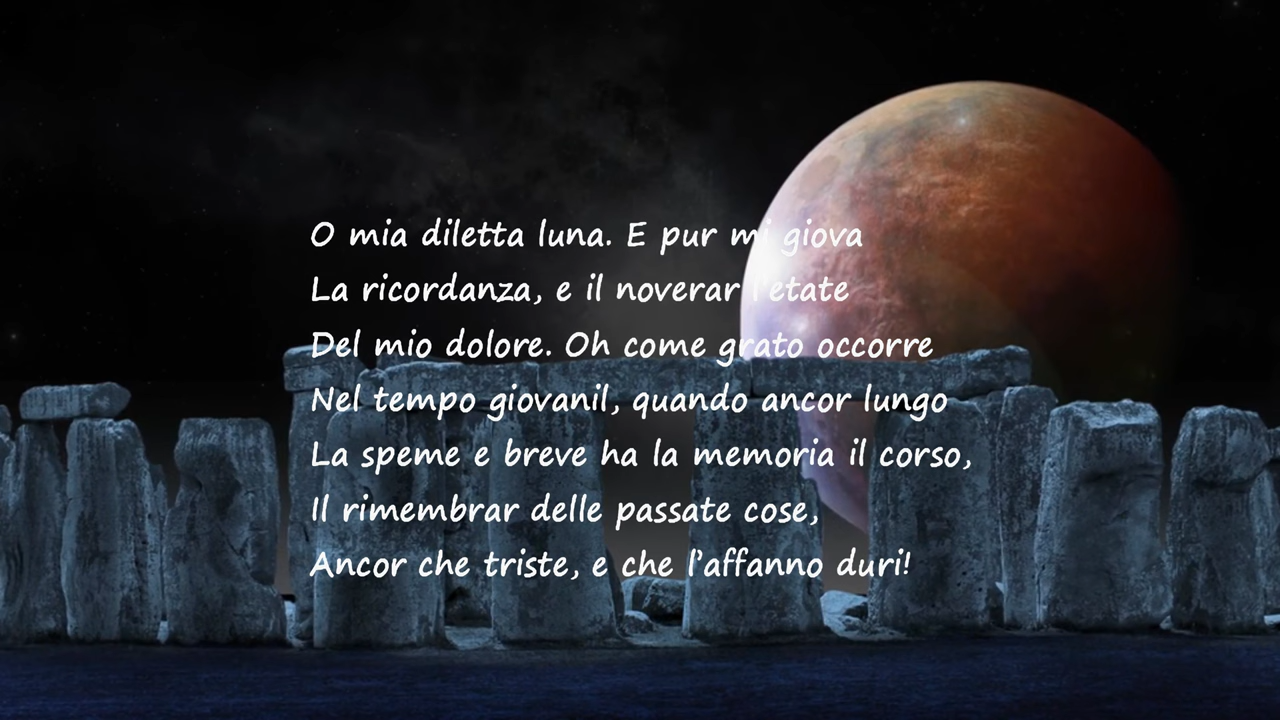 O mia diletta luna. E pur mi giova
La ricordanza, e il noverar l'etate
Del mio dolore. Oh come grato occorre
Nel tempo giovanil, quando ancor lungo
La speme e breve ha la memoria il corso,
Il rimembrar delle passate cose,
Ancor che triste, e che l'affanno duri!